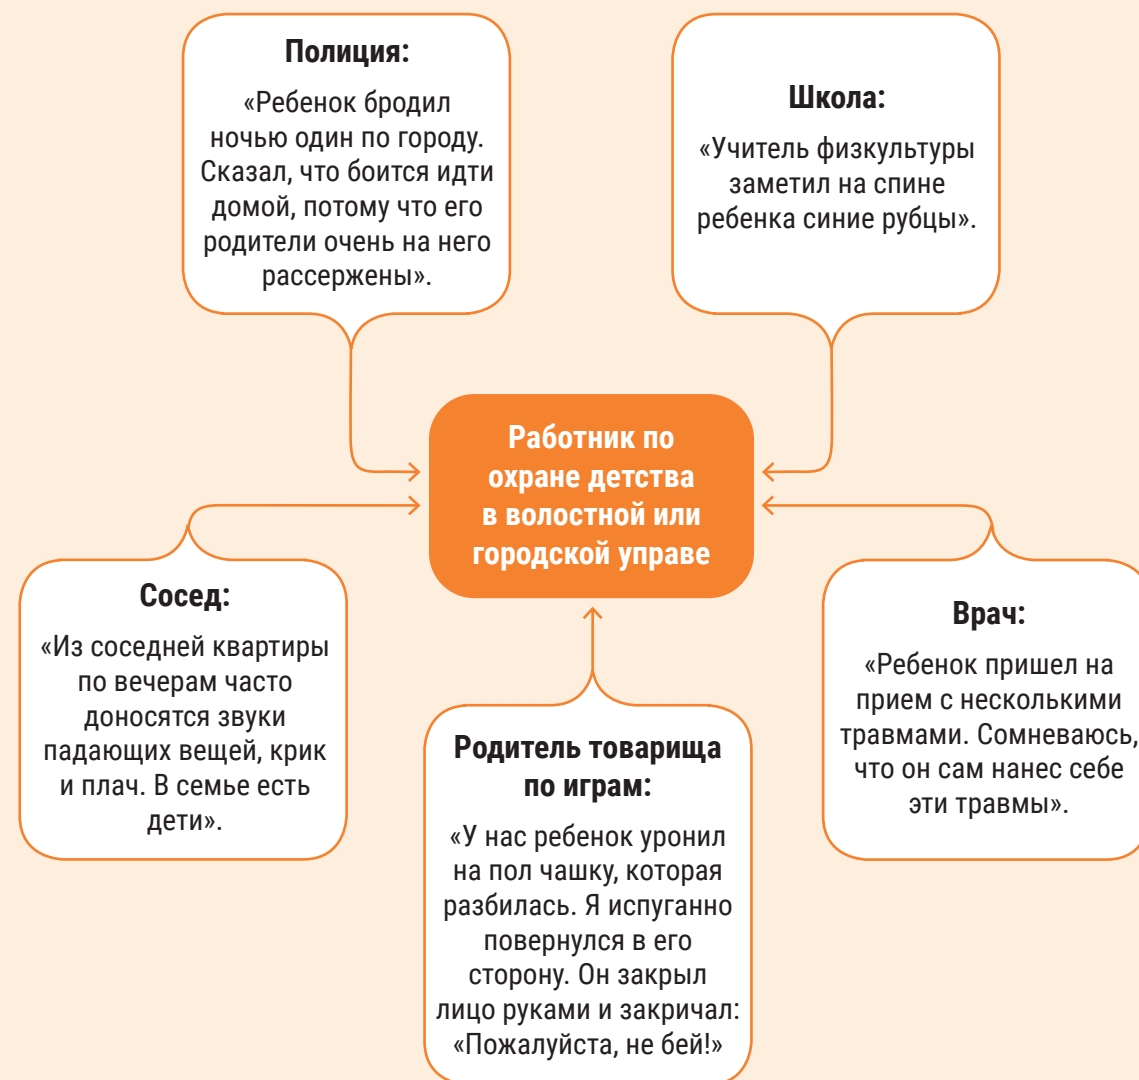 Полиция:
«Ребенок бродил
ночью один по городу.
Сказал, что боится идти
домой, потому что его
родители очень на него
рассержены».
Школа:
«Учитель физкультуры
заметил на спине
ребенка синие рубцы».
Работник по
охране детства
в волостной или
городской управе
Сосед:
«Из соседней квартиры
по вечерам часто
доносятся звуки
падающих вещей, крик
и плач. В семье есть
дети».
Родитель товарища
по играм:
«У нас ребенок уронил
на пол чашку, которая
разбилась. Я испуганно
повернулся в его
сторону. Он закрыл
лицо руками и закричал:
«Пожалуйста, не бей!»
Врач:
«Ребенок пришел на
прием с несколькими
травмами. Сомневаюсь,
что он сам нанес себе
эти травмы».